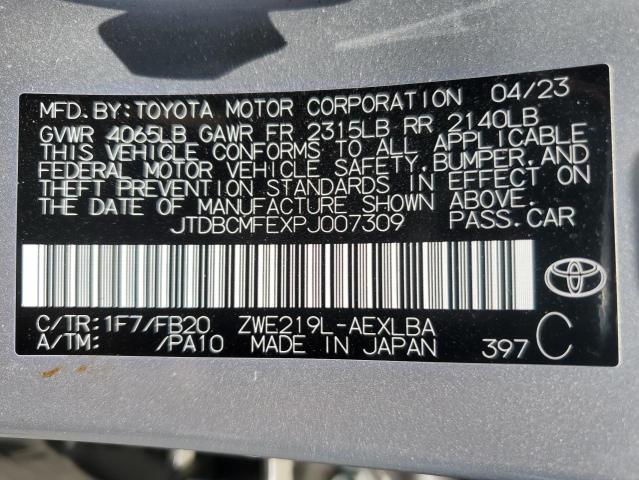 MFD.BY:TOYOTA MOTOR CORPORATION 04/23
GVWR 4065LB GAWR FR 2315LB RR 2140LB
THIS VEHICLE CONFORMS TO ALL APPLICABLE
FEDERAL MOTOR VEHICLE SAFETY,BUMPER,AND
THEFT PREVENTION STANDARDS IN EFFECT ON
THE DATE OF MANUFACTURE SHOWN ABOVE.
JTDBCMFEXPJ007309 PASS.CAR
C/TR:1F7/FB20 ZWE219L-AEXLBA
A/TM: /PA10 MADE IN JAPAN 397 C